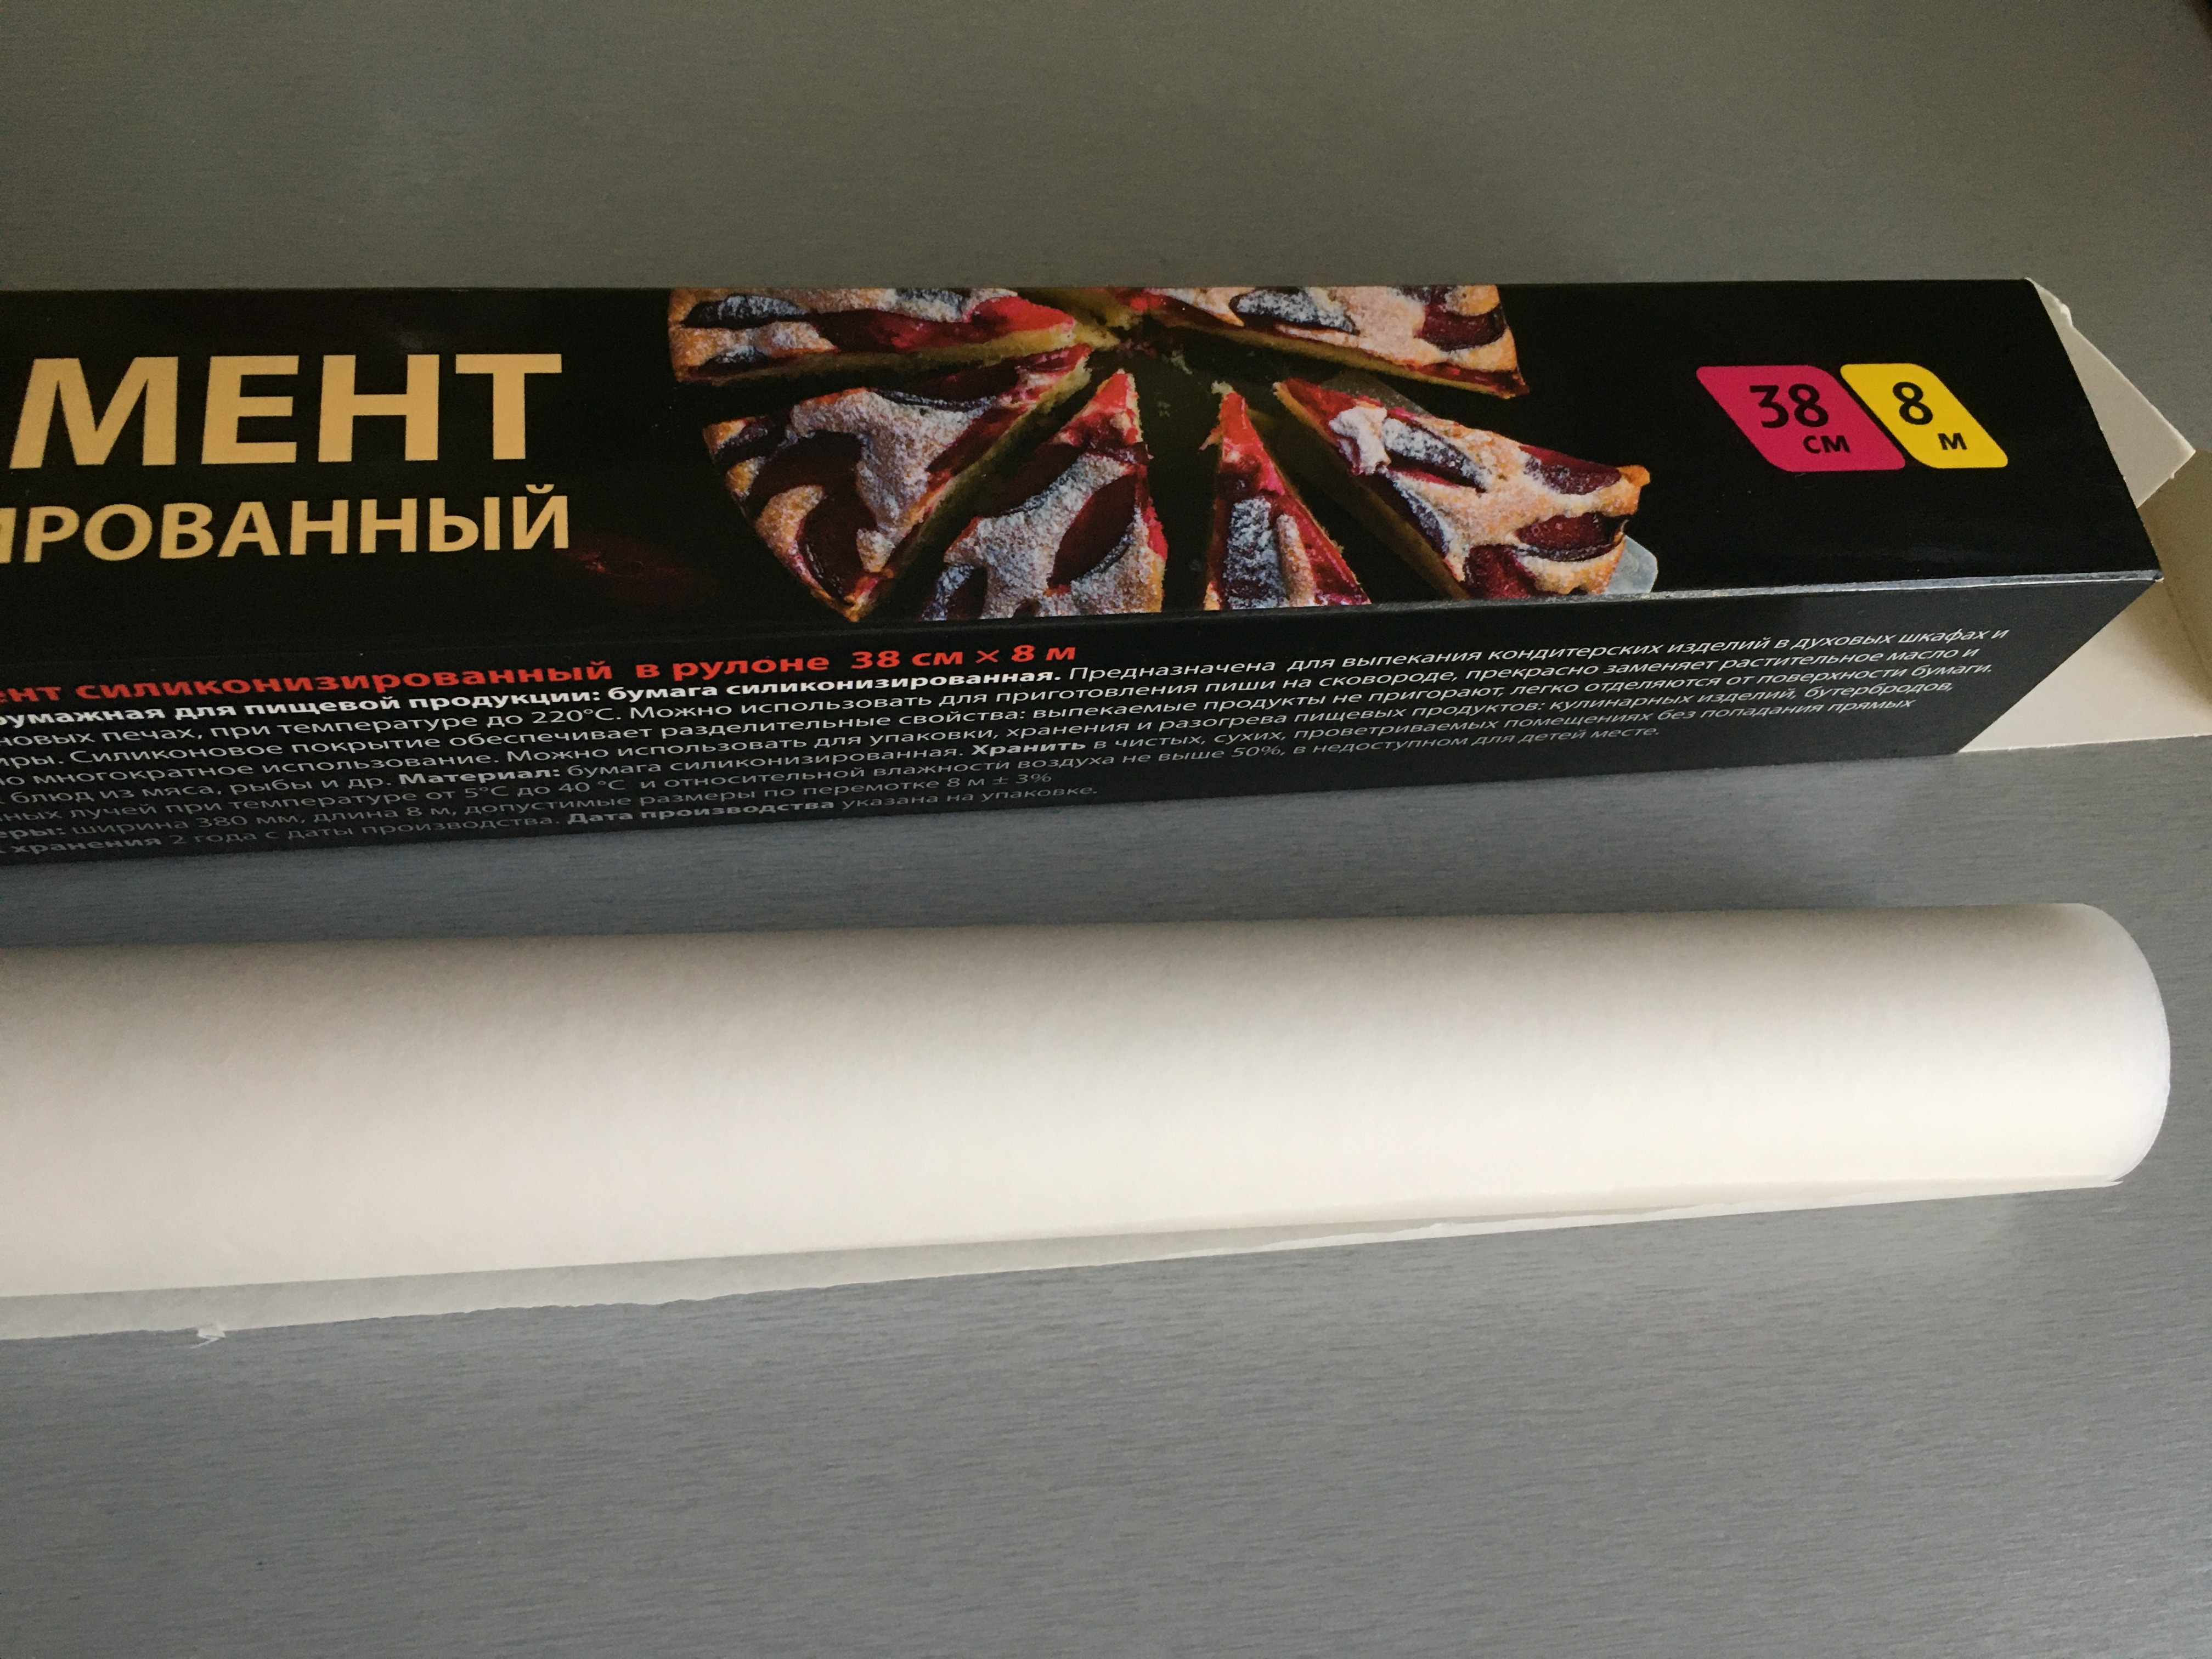 МЕНТ
ИРОВАННЫЙ
38 см
8 м
ент силиконизированный в рулоне 38 см × 8 м
бумажная для пищевой продукции: бумага силиконизированная. Предназначена для выпекания кондитерских изделий в духовых шкафах и
новых печах, при температуре до 220°С. Можно использовать для приготовления пиши на сковороде, прекрасно заменяет растительное масло и
иры. Силиконовое покрытие обеспечивает разделительные свойства: выпекаемые продукты не пригорают, легко отделяются от поверхности бумаги.
но многократное использование. Можно использовать для упаковки, хранения и разогрева пищевых продуктов: кулинарных изделий, бутербродов,
блюд из мяса, рыбы и др. Материал: бумага силиконизированная. Хранить в чистых, сухих, проветриваемых помещениях без попадания прямых
ных лучей при температуре от 5°С до 40 °С и относительной влажности воздуха не выше 50%, в недоступном для детей месте.
еры: ширина 380 мм, длина 8 м, допустимые размеры по перемотке 8 м ± 3%
к хранения 2 года с даты производства. Дата производства указана на упаковке.